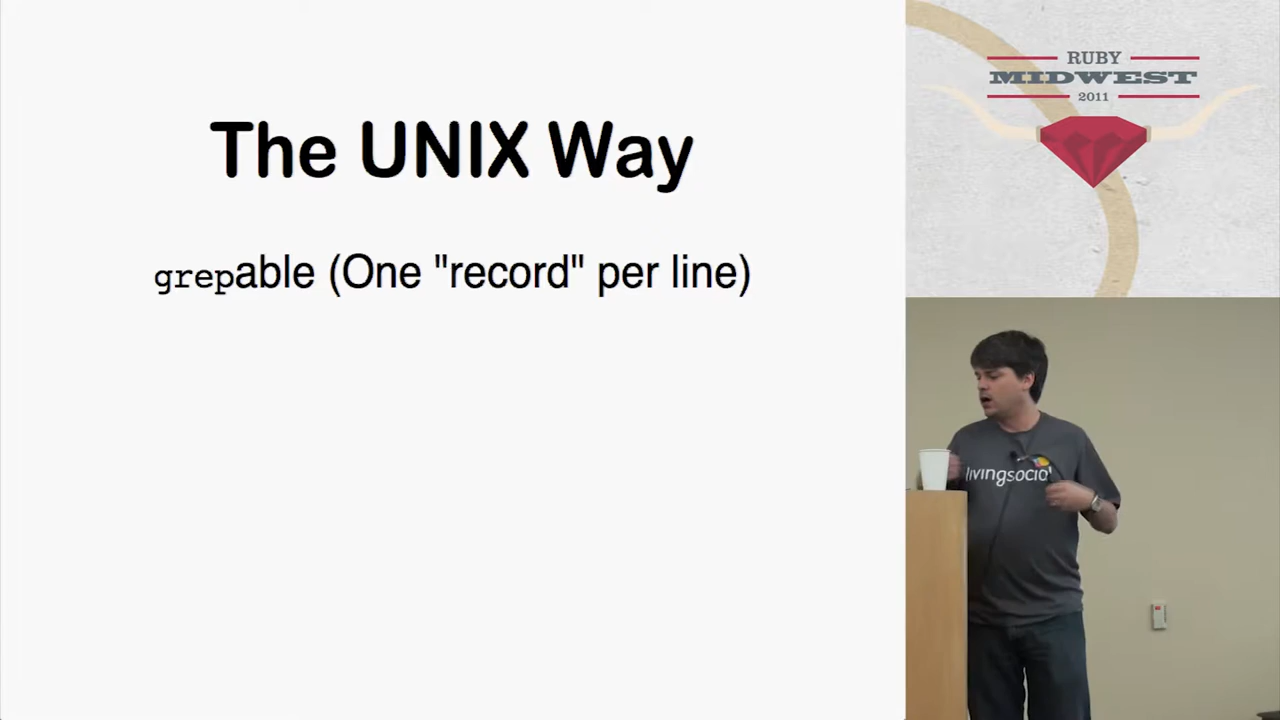 The UNIX Way
grepable (One "record" per line)
RUBY
MIDWEST
2011
livingsocial